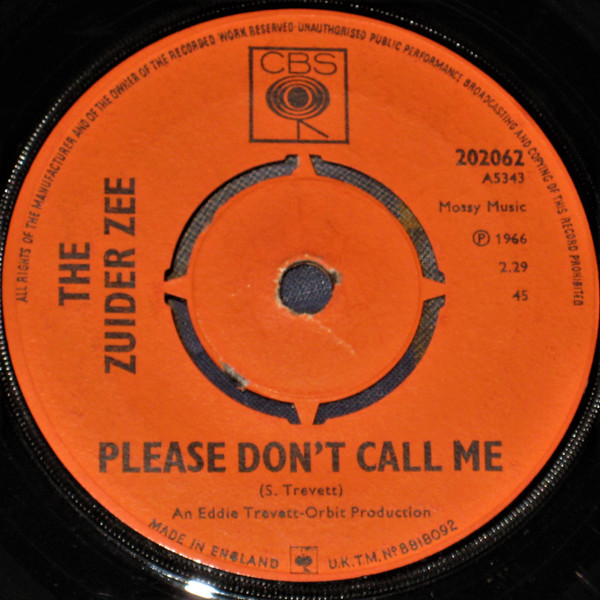 ALL RIGHTS OF THE MANUFACTURER AND OF THE OWNER OF THE RECORDED WORK RESERVED UNAUTHORISED PUBLIC PERFORMANCE BROADCASTING AND COPYING OF THIS RECORD PROHIBITED
CBS
202062
A5343
Mossy Music
Ⓟ 1966
2.29
45
THE
ZUIDER ZEE
PLEASE DON'T CALL ME
(S. Trevett)
An Eddie Trevett-Orbit Production
MADE IN ENGLAND U.K.T.M. Nº 8818092